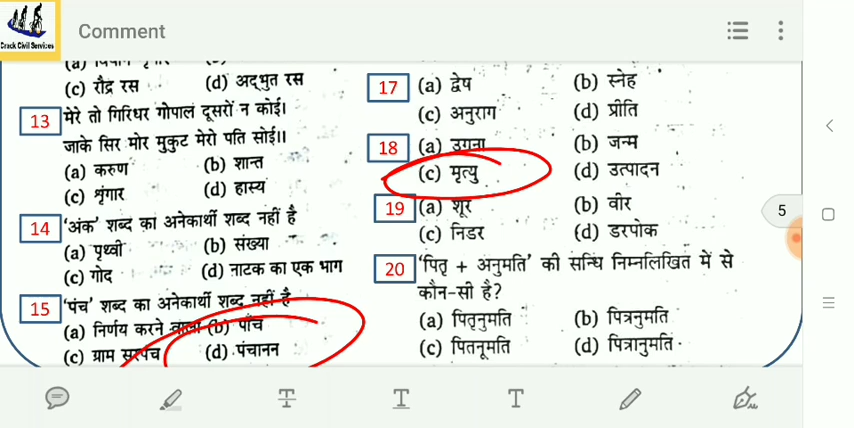 Crack Civil Services
Comment
(c) रौद्र रस (d) अद्भुत रस
13 मेरे तो गिरिधर गोपाल दूसरों न कोई।
जाके सिर मोर मुकुट मेरो पति सोई॥
(a) करुण (b) शान्त
(c) शृंगार (d) हास्य
14 'अंक' शब्द का अनेकार्थी शब्द नहीं है
(a) पृथ्वी (b) संख्या
(c) गोद (d) नाटक का एक भाग
15 'पंच' शब्द का अनेकार्थी शब्द नहीं है
(a) निर्णय करने वाला (b) पाँच
(c) ग्राम सरपंच (d) पंचानन
17 (a) द्वेष (b) स्नेह
(c) अनुराग (d) प्रीति
18 (a) उगना (b) जन्म
(c) मृत्यु (d) उत्पादन
19 (a) शूर (b) वीर
(c) निडर (d) डरपोक
20 'पितृ + अनुमति' की सन्धि निम्नलिखित में से
कौन-सी है?
(a) पितृनुमति (b) पित्रनुमति
(c) पितनूमति (d) पित्रानुमति
5